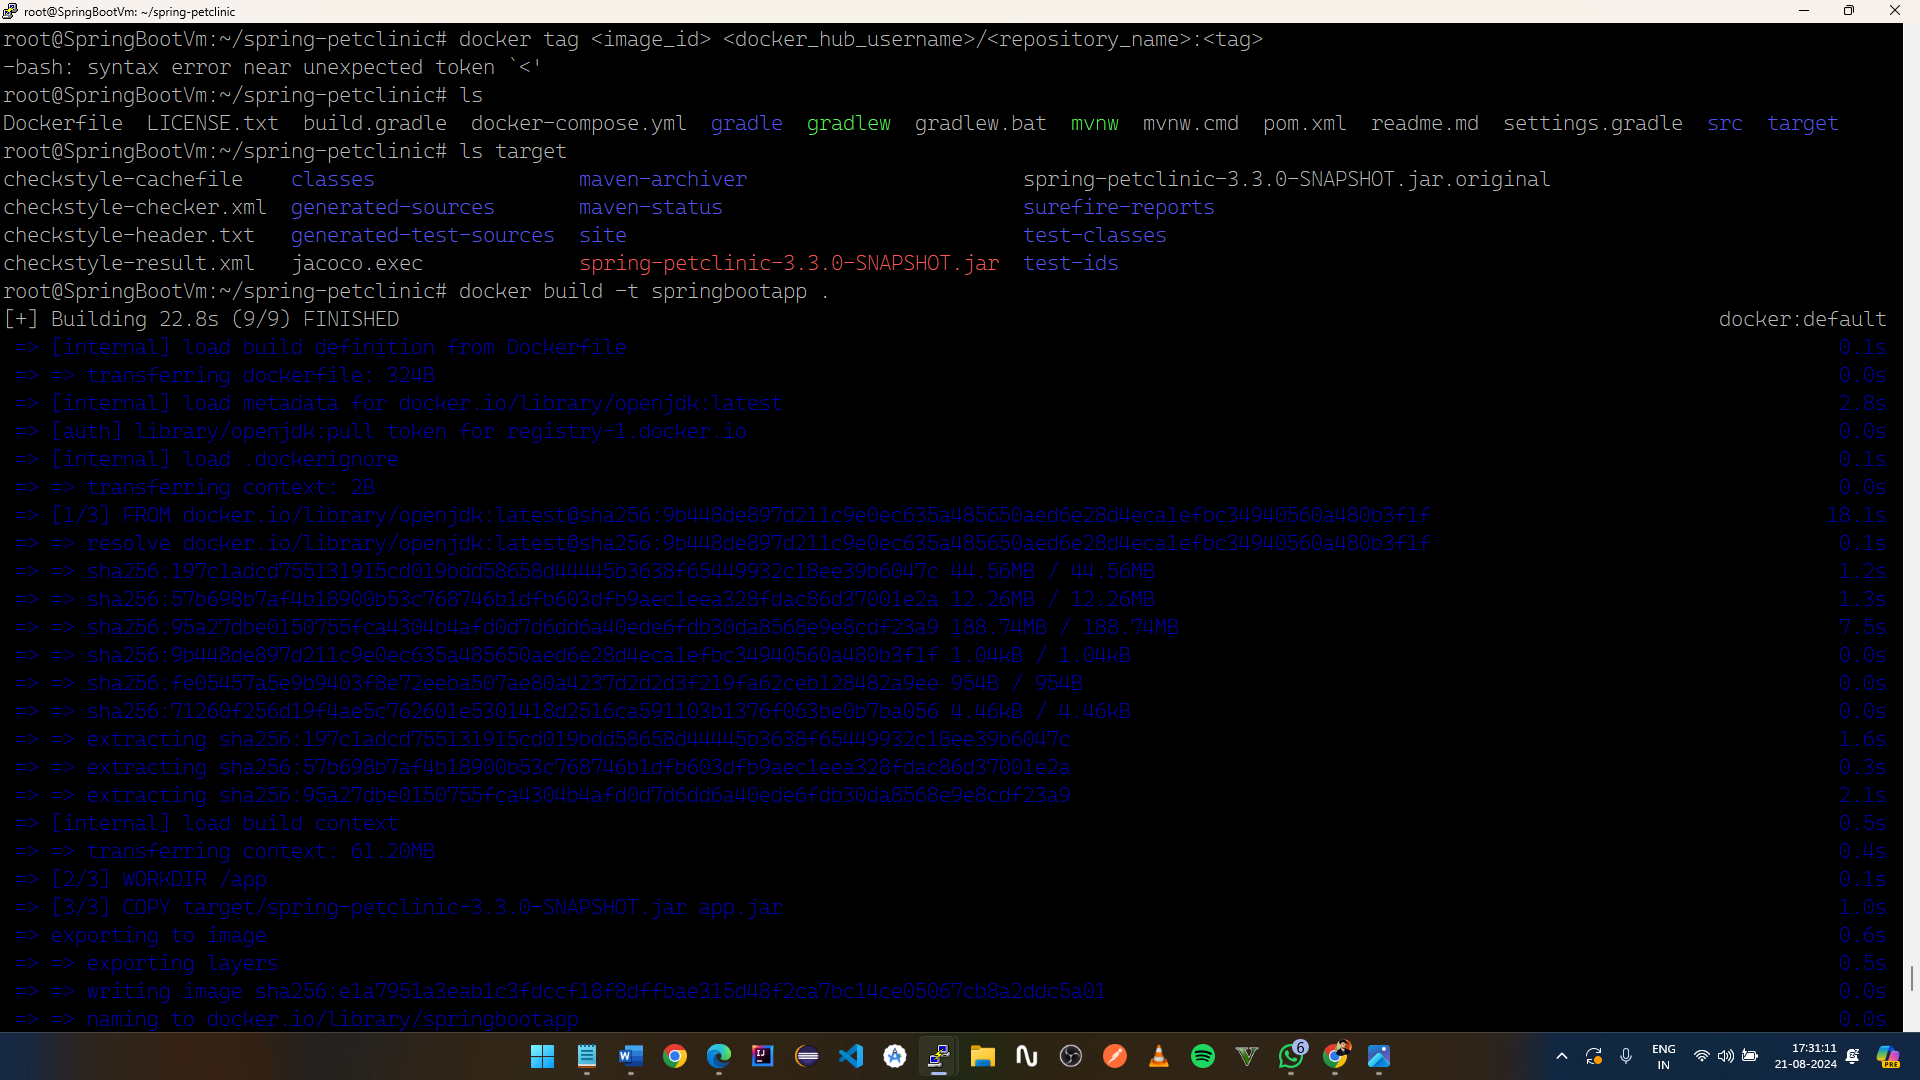 root@SpringBootVm: ~/spring-petclinic
root@SpringBootVm:~/spring-petclinic# docker tag <image_id> <docker_hub_username>/<repository_name>:<tag>
-bash: syntax error near unexpected token `<'
root@SpringBootVm:~/spring-petclinic# ls
Dockerfile  LICENSE.txt  build.gradle  docker-compose.yml  gradle  gradlew  gradlew.bat  mvnw  mvnw.cmd  pom.xml  readme.md  settings.gradle  src  target
root@SpringBootVm:~/spring-petclinic# ls target
checkstyle-cachefile    classes                 maven-archiver                      spring-petclinic-3.3.0-SNAPSHOT.jar.original
checkstyle-checker.xml  generated-sources       maven-status                        surefire-reports
checkstyle-header.txt   generated-test-sources  site                                test-classes
checkstyle-result.xml   jacoco.exec             spring-petclinic-3.3.0-SNAPSHOT.jar  test-ids
root@SpringBootVm:~/spring-petclinic# docker build -t springbootapp .
[+] Building 22.8s (9/9) FINISHED docker:default
=> [internal] load build definition from Dockerfile 0.1s
=> => transferring dockerfile: 324B 0.0s
=> [internal] load metadata for docker.io/library/openjdk:latest 2.8s
=> [auth] library/openjdk:pull token for registry-1.docker.io 0.0s
=> [internal] load .dockerignore 0.1s
=> => transferring context: 2B 0.0s
=> [1/3] FROM docker.io/library/openjdk:latest@sha256:9b448de897d211c9e0ec635a485650aed6e28d4eca1efbc34940560a480b3f1f 18.1s
=> => resolve docker.io/library/openjdk:latest@sha256:9b448de897d211c9e0ec635a485650aed6e28d4eca1efbc34940560a480b3f1f 0.1s
=> => sha256:197c1adcd755131915cd019bdd58658d44445b3638f65449932c18ee39b6047c 44.56MB / 44.56MB 1.2s
=> => sha256:57b698b7af4b18900b53c768746b1dfb603dfb9aec1eea328fdac86d37001e2a 12.26MB / 12.26MB 1.3s
=> => sha256:95a27dbe0150755fca4304b4afd0d7d6dd6a40ede6fdb30da8568e9e8cdf23a9 188.74MB / 188.74MB 7.5s
=> => sha256:9b448de897d211c9e0ec635a485650aed6e28d4eca1efbc34940560a480b3f1f 1.04kB / 1.04kB 0.0s
=> => sha256:fe05457a5e9b9403f8e72eeba507ae80a4237d2d2d3f219fa62ceb128482a9ee 954B / 954B 0.0s
=> => sha256:71260f256d19f4ae5c762601e5301418d2516ca591103b1376f063be0b7ba056 4.46kB / 4.46kB 0.0s
=> => extracting sha256:197c1adcd755131915cd019bdd58658d44445b3638f65449932c18ee39b6047c 1.6s
=> => extracting sha256:57b698b7af4b18900b53c768746b1dfb603dfb9aec1eea328fdac86d37001e2a 0.3s
=> => extracting sha256:95a27dbe0150755fca4304b4afd0d7d6dd6a40ede6fdb30da8568e9e8cdf23a9 2.1s
=> [internal] load build context 0.5s
=> => transferring context: 61.20MB 0.4s
=> [2/3] WORKDIR /app 0.1s
=> [3/3] COPY target/spring-petclinic-3.3.0-SNAPSHOT.jar app.jar 1.0s
=> exporting to image 0.6s
=> => exporting layers 0.5s
=> => writing image sha256:e1a7951a3eab1c3fdccf18f8dffbae315d48f2ca7bc14ce05067cb8a2ddc5a01 0.0s
=> => naming to docker.io/library/springbootapp 0.0s
6
ENG
IN
17:31:11
21-08-2024
PRE